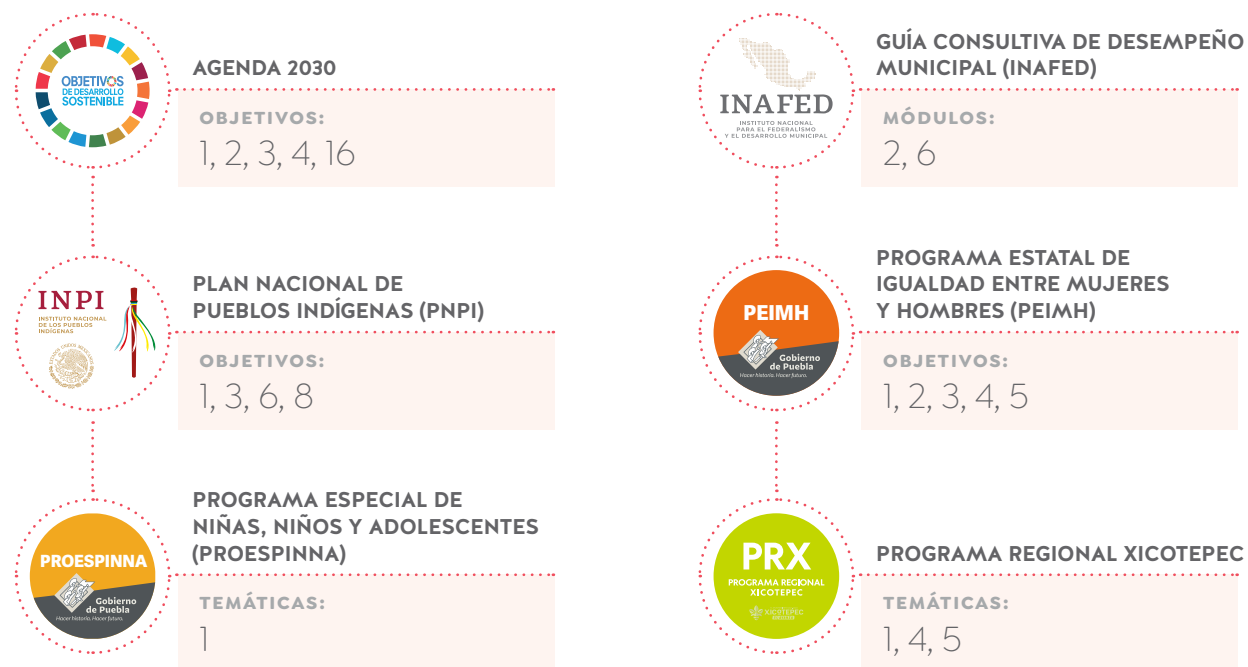 OBJETIVOS
DE DESARROLLO
SOSTENIBLE
AGENDA 2030
OBJETIVOS:
1, 2, 3, 4, 16
INPI
INSTITUTO NACIONAL
DE LOS PUEBLOS
INDÍGENAS
PLAN NACIONAL DE
PUEBLOS INDÍGENAS (PNPI)
OBJETIVOS:
1, 3, 6, 8
PROESPINNA
Gobierno
de Puebla
Hacer historia. Hacer futuro.
PROGRAMA ESPECIAL DE
NIÑAS, NIÑOS Y ADOLESCENTES
(PROESPINNA)
TEMÁTICAS:
1
INAFED
INSTITUTO NACIONAL
PARA EL FEDERALISMO
Y EL DESARROLLO MUNICIPAL
GUÍA CONSULTIVA DE DESEMPEÑO
MUNICIPAL (INAFED)
MÓDULOS:
2, 6
PEIMH
Gobierno
de Puebla
Hacer historia. Hacer futuro.
PROGRAMA ESTATAL DE
IGUALDAD ENTRE MUJERES
Y HOMBRES (PEIMH)
OBJETIVOS:
1, 2, 3, 4, 5
PRX
PROGRAMA REGIONAL
XICOTEPEC
XICOTEPEC
PROGRAMA REGIONAL XICOTEPEC
TEMÁTICAS:
1, 4, 5